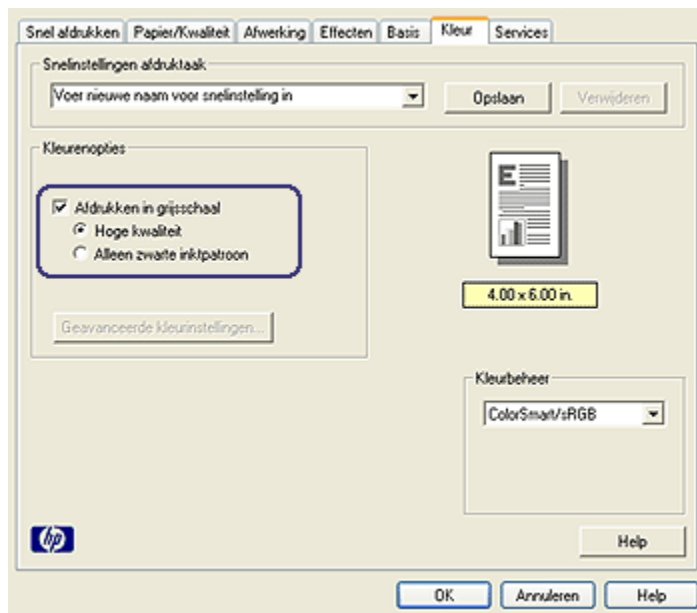 Snel afdrukken Papier/Kwaliteit Afwerking Effecten Basis Kleur Services
Snelinstellingen afdruktaak
Voer nieuwe naam voor snelinstelling in Opslaan Verwijderen
Kleurenopties
Afdrukken in grijsschaal
Hoge kwaliteit
Alleen zwarte inktpatroon
Geavanceerde kleurinstellingen...
E
4.00 x 6.00 in.
Kleurbeheer
ColorSmart/sRGB
hp
Help
OK Annuleren Help